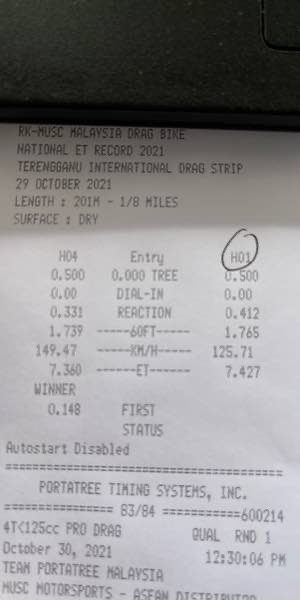 RK-MUSC MALAYSIA DRAG BIKE
NATIONAL ET RECORD 2021
TERENGGANU INTERNATIONAL DRAG STRIP
29 OCTOBER 2021
LENGTH : 201M - 1/8 MILES
SURFACE : DRY
H04 Entry H01
0.500 0.000 TREE 0.500
0.00 DIAL-IN 0.00
0.331 REACTION 0.412
1.739 -----60FT----- 1.765
149.47 -----KM/H----- 125.71
7.360 ------ET----- 7.427
WINNER
0.148 FIRST
STATUS
Autostart Disabled
=====================================
PORTATREE TIMING SYSTEMS, INC.
=============== 83/84 ===========600214
4T<125cc PRO DRAG QUAL RND 1
October 30, 2021 12:30:06 PM
TEAM PORTATREE MALAYSIA
MUSC MOTORSPORTS - ASEAN DISTRIBUTOR